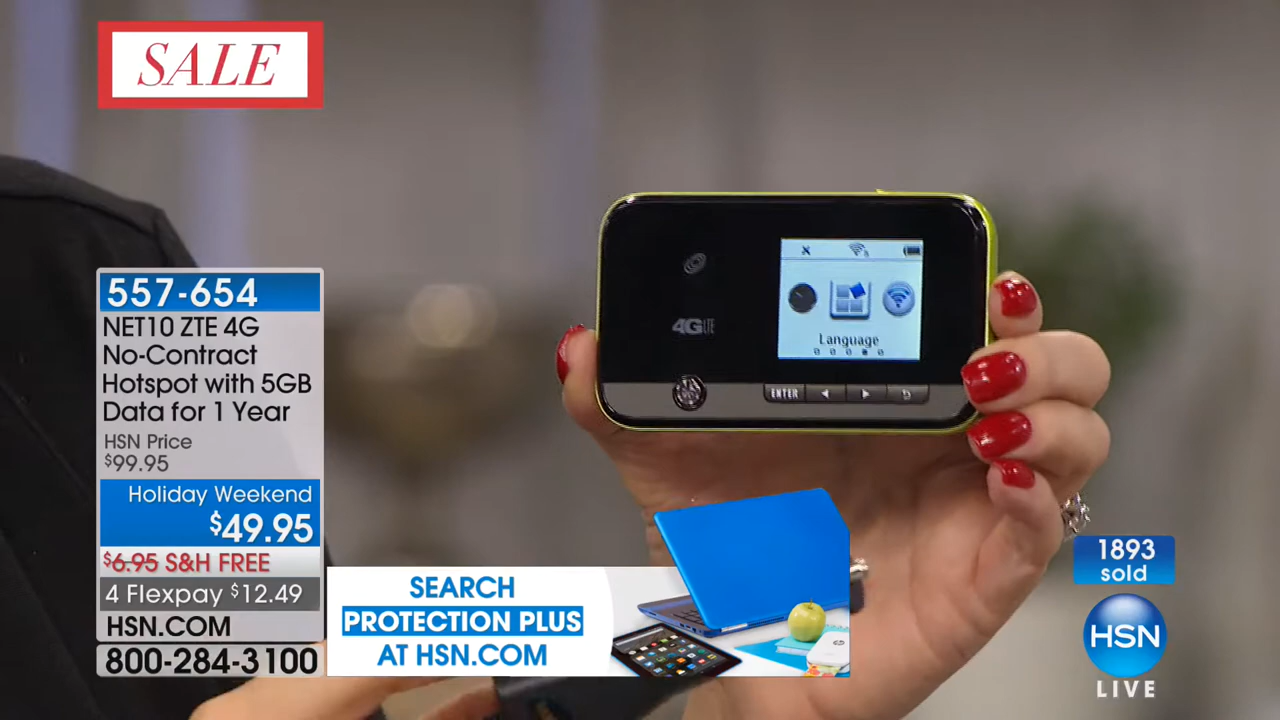 SALE
557-654
NET10 ZTE 4G
No-Contract
Hotspot with 5GB
Data for 1 Year
HSN Price
$99.95
Holiday Weekend
$49.95
$6.95 S&H FREE
4 Flexpay $12.49
HSN.COM
800-284-3100
4G LTE
Language
ENTER
SEARCH
PROTECTION PLUS
AT HSN.COM
1893
sold
HSN
LIVE